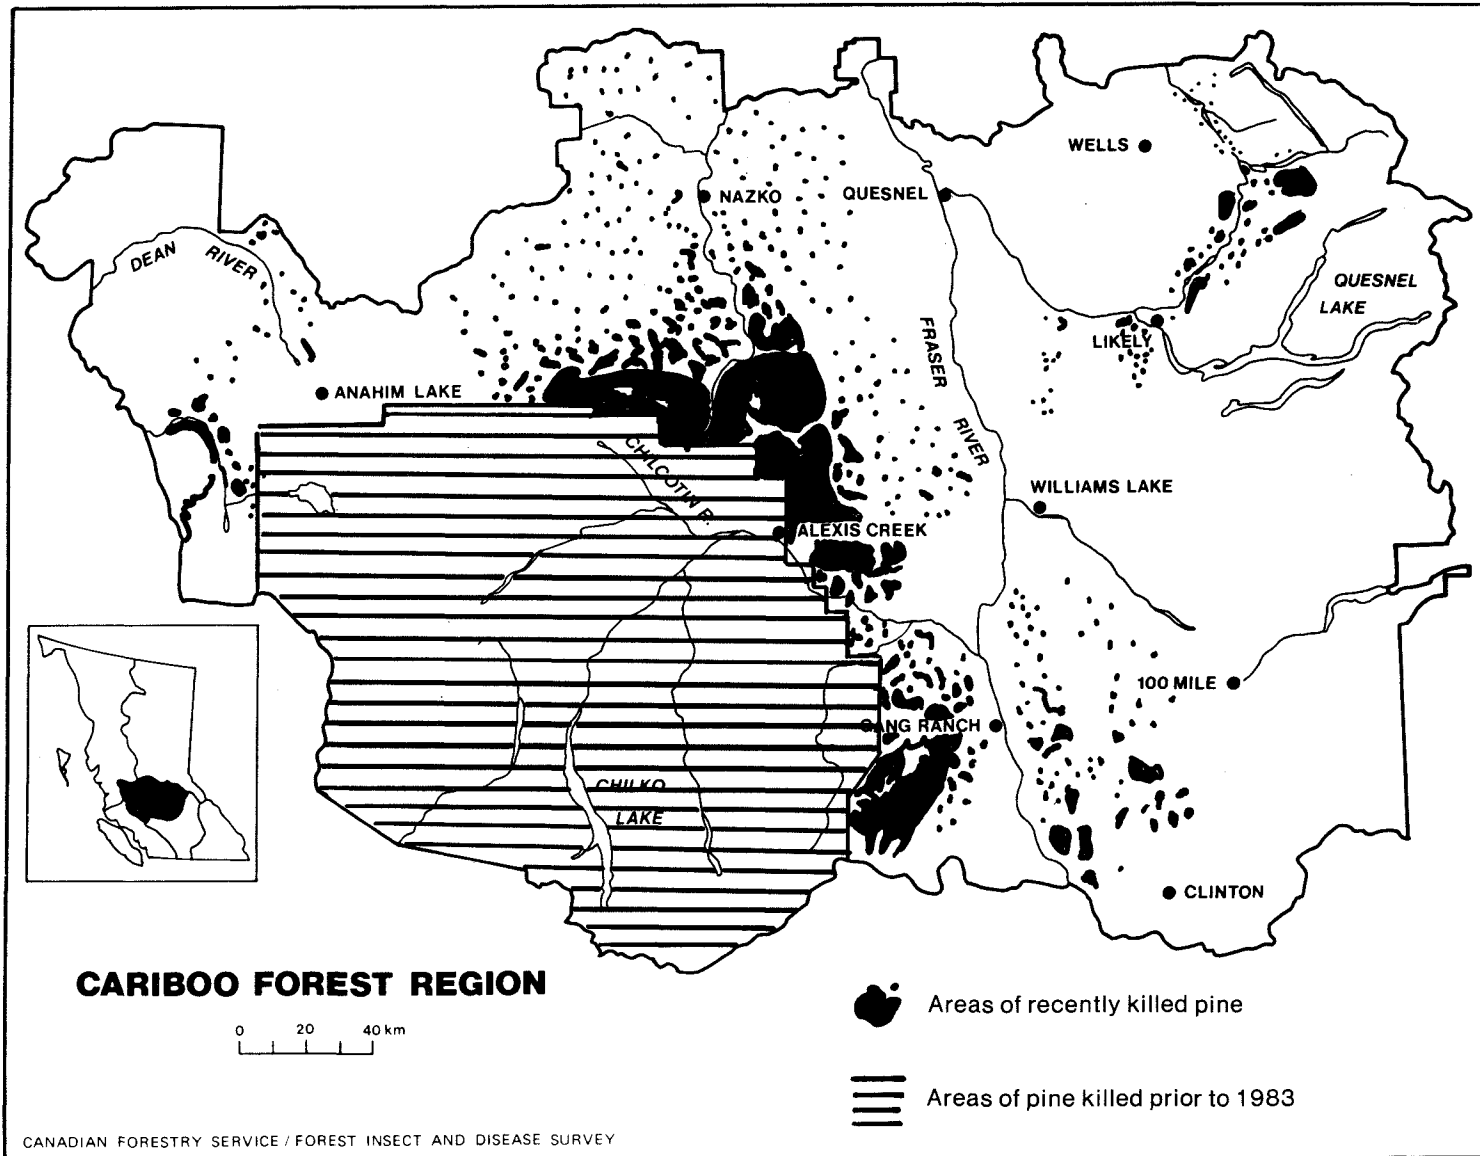 WELLS
NAZKO
QUESNEL
DEAN RIVER
QUESNEL
LAKE
LIKELY
FRASER RIVER
ANAHIM LAKE
CHILCOTIN R.
WILLIAMS LAKE
ALEXIS CREEK
100 MILE
GANG RANCH
CHILKO
LAKE
CLINTON
CARIBOO FOREST REGION
0 20 40 km
Areas of recently killed pine
Areas of pine killed prior to 1983
CANADIAN FORESTRY SERVICE / FOREST INSECT AND DISEASE SURVEY